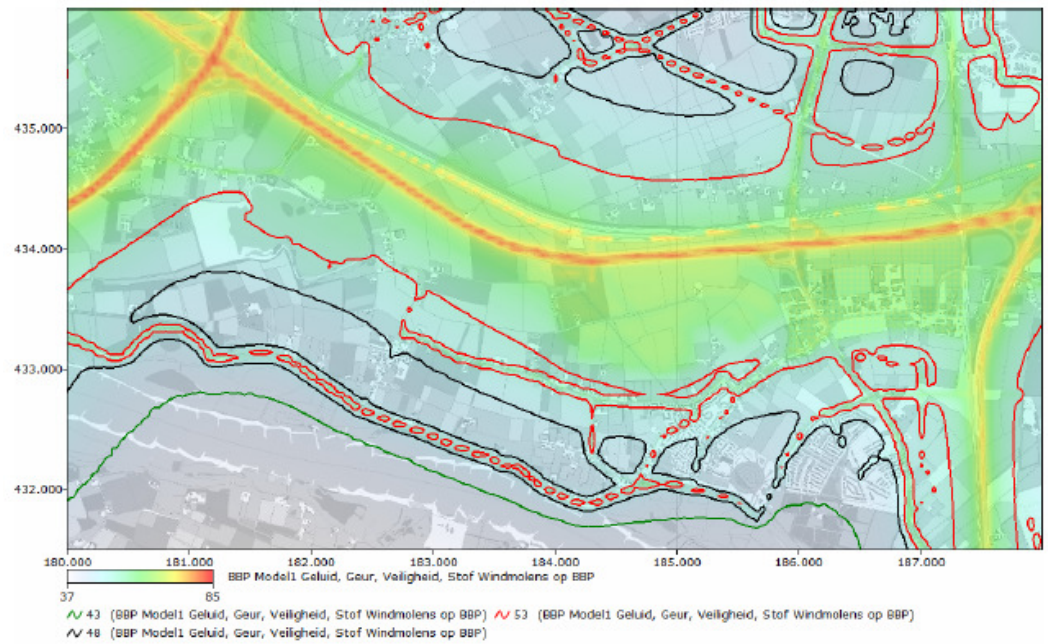 435.000
434.000
433.000
432.000
180.000 181.000 182.000 183.000 184.000 185.000 186.000 187.000
BBP Model1 Geluid, Geur, Veiligheid, Stof Windmolens op BBP
37 85
43 (BBP Model1 Geluid, Geur, Veiligheid, Stof Windmolens op BBP) 53 (BBP Model1 Geluid, Geur, Veiligheid, Stof Windmolens op BBP)
48 (BBP Model1 Geluid, Geur, Veiligheid, Stof Windmolens op BBP)